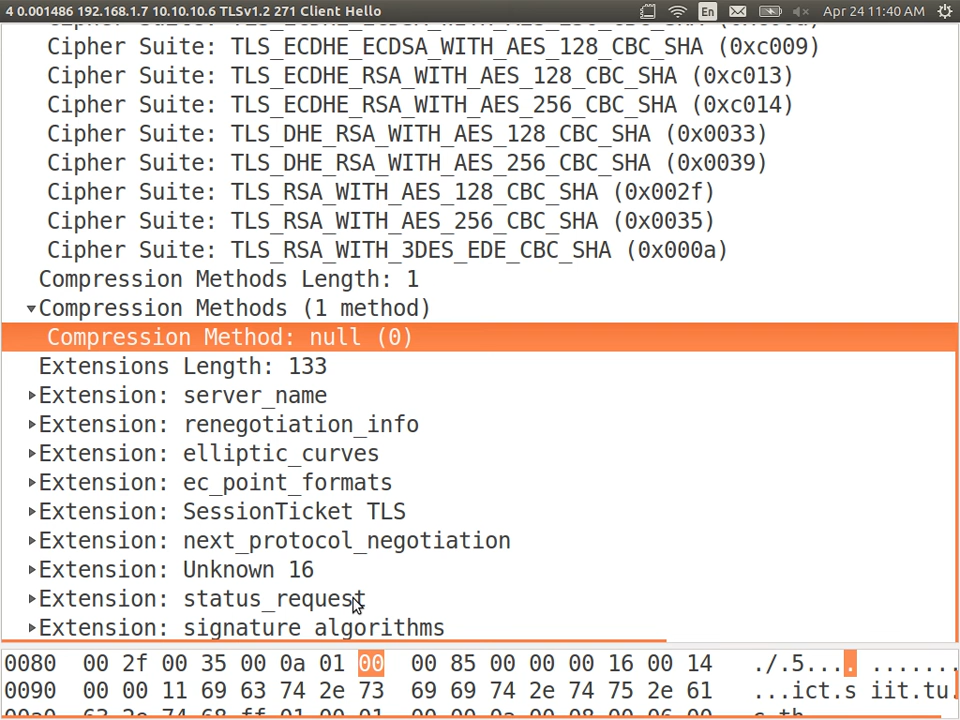 4 0.001486 192.168.1.7 10.10.10.6 TLSv1.2 271 Client Hello En Apr 24 11:40 AM
Cipher Suite: TLS_ECDHE_ECDSA_WITH_AES_128_CBC_SHA (0xc009)
Cipher Suite: TLS_ECDHE_RSA_WITH_AES_128_CBC_SHA (0xc013)
Cipher Suite: TLS_ECDHE_RSA_WITH_AES_256_CBC_SHA (0xc014)
Cipher Suite: TLS_DHE_RSA_WITH_AES_128_CBC_SHA (0x0033)
Cipher Suite: TLS_DHE_RSA_WITH_AES_256_CBC_SHA (0x0039)
Cipher Suite: TLS_RSA_WITH_AES_128_CBC_SHA (0x002f)
Cipher Suite: TLS_RSA_WITH_AES_256_CBC_SHA (0x0035)
Cipher Suite: TLS_RSA_WITH_3DES_EDE_CBC_SHA (0x000a)
Compression Methods Length: 1
Compression Methods (1 method)
Compression Method: null (0)
Extensions Length: 133
Extension: server_name
Extension: renegotiation_info
Extension: elliptic_curves
Extension: ec_point_formats
Extension: SessionTicket TLS
Extension: next_protocol_negotiation
Extension: Unknown 16
Extension: status_request
Extension: signature_algorithms
0080 00 2f 00 35 00 0a 01 00 00 85 00 00 00 16 00 14 ./.5.... .......
0090 00 00 11 69 63 74 2e 73 69 69 74 2e 74 75 2e 61 ...ict.s iit.tu.